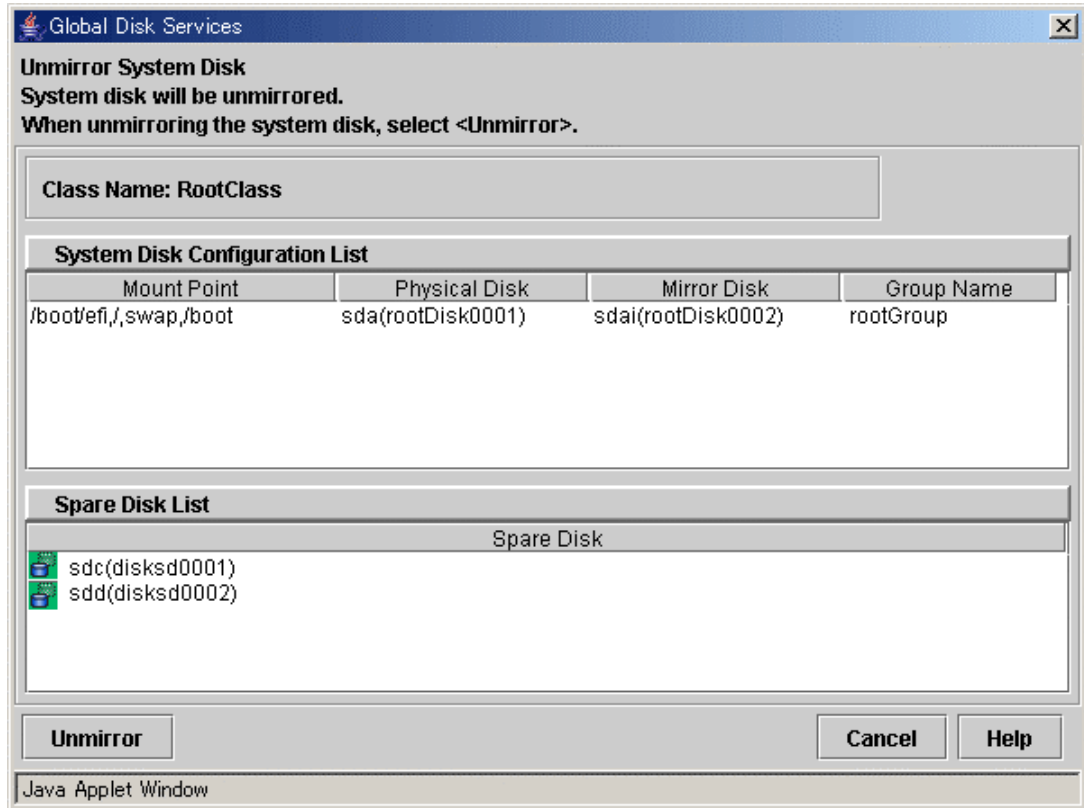 Global Disk Services
Unmirror System Disk
System disk will be unmirrored.
When unmirroring the system disk, select <Unmirror>.
Class Name: RootClass
System Disk Configuration List
Mount Point Physical Disk Mirror Disk Group Name
/boot/efi,/,swap,/boot sda(rootDisk0001) sdai(rootDisk0002) rootGroup
Spare Disk List
Spare Disk
sdc(disksd0001)
sdd(disksd0002)
Unmirror Cancel Help
Java Applet Window